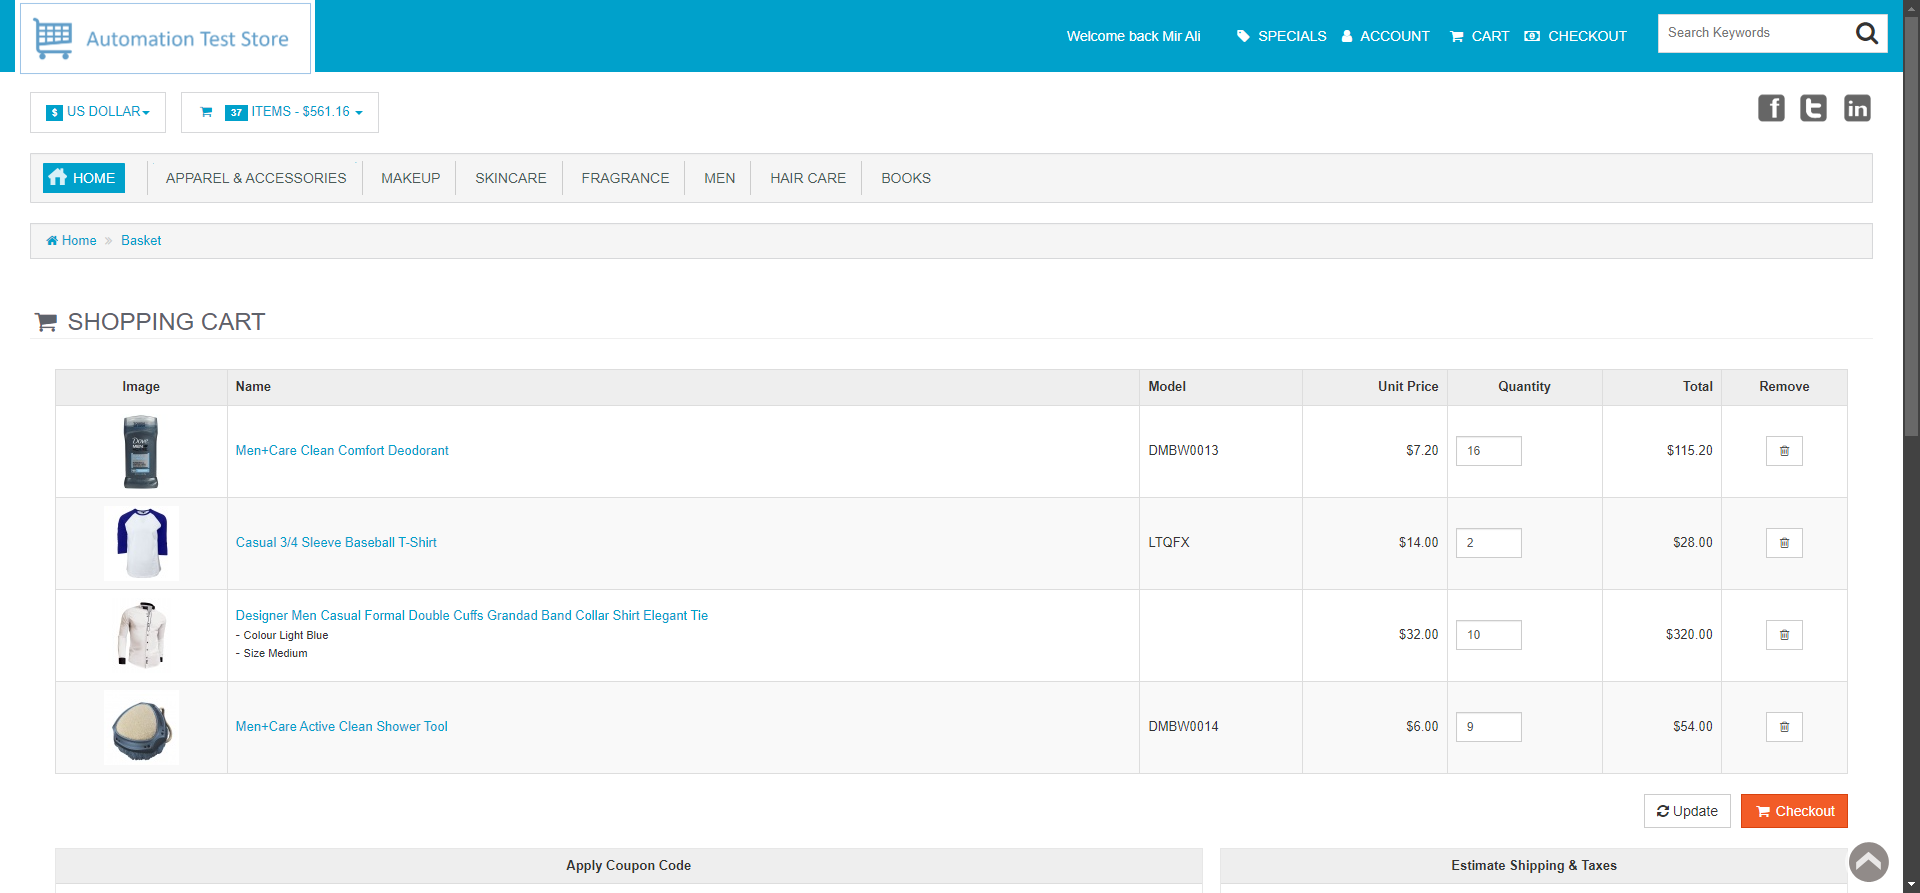 Automation Test Store
Welcome back Mir Ali
SPECIALS
ACCOUNT
CART
CHECKOUT
Search Keywords
$ US DOLLAR
37 ITEMS - $561.16
HOME
APPAREL & ACCESSORIES
MAKEUP
SKINCARE
FRAGRANCE
MEN
HAIR CARE
BOOKS
Home » Basket
SHOPPING CART
Image Name Model Unit Price Quantity Total Remove
Men+Care Clean Comfort Deodorant DMBW0013 $7.20 16 $115.20
Casual 3/4 Sleeve Baseball T-Shirt LTQFX $14.00 2 $28.00
Designer Men Casual Formal Double Cuffs Grandad Band Collar Shirt Elegant Tie
- Colour Light Blue
- Size Medium
$32.00 10 $320.00
Men+Care Active Clean Shower Tool DMBW0014 $6.00 9 $54.00
Update
Checkout
Apply Coupon Code
Estimate Shipping & Taxes